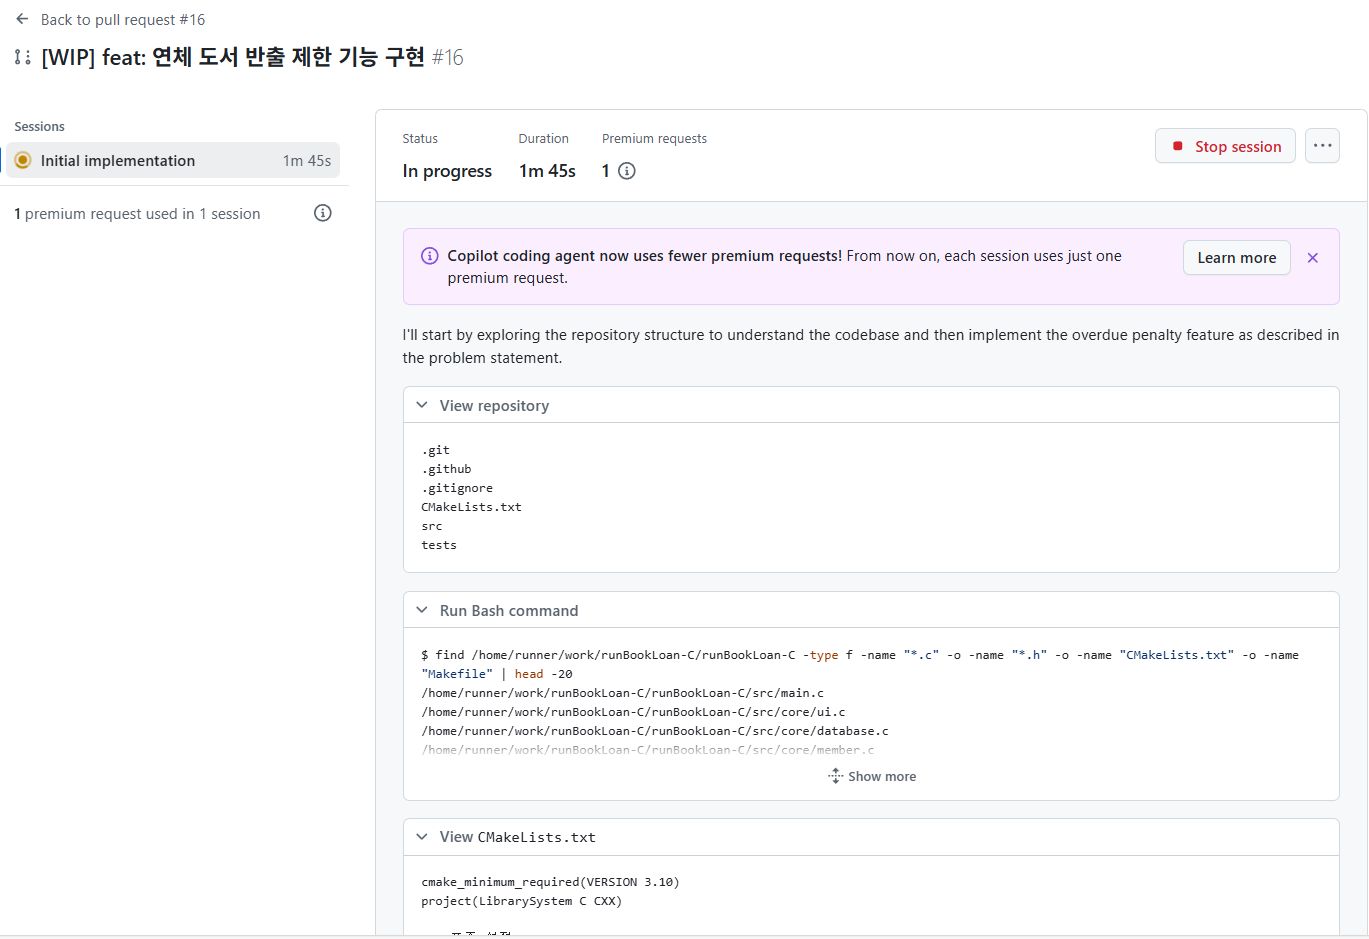 Back to pull request #16
[WIP] feat: 연체 도서 반출 제한 기능 구현 #16
Sessions
Initial implementation 1m 45s
1 premium request used in 1 session
Status Duration Premium requests
In progress 1m 45s 1
Stop session
Copilot coding agent now uses fewer premium requests! From now on, each session uses just one
premium request.
Learn more
I'll start by exploring the repository structure to understand the codebase and then implement the overdue penalty feature as described in
the problem statement.
View repository
.git
.github
.gitignore
CMakeLists.txt
src
tests
Run Bash command
$ find /home/runner/work/runBookLoan-C/runBookLoan-C -type f -name "*.c" -o -name "*.h" -o -name "CMakeLists.txt" -o -name
"Makefile" | head -20
/home/runner/work/runBookLoan-C/runBookLoan-C/src/main.c
/home/runner/work/runBookLoan-C/runBookLoan-C/src/core/ui.c
/home/runner/work/runBookLoan-C/runBookLoan-C/src/core/database.c
/home/runner/work/runBookLoan-C/runBookLoan-C/src/core/member.c
Show more
View CMakeLists.txt
cmake_minimum_required(VERSION 3.10)
project(LibrarySystem C CXX)